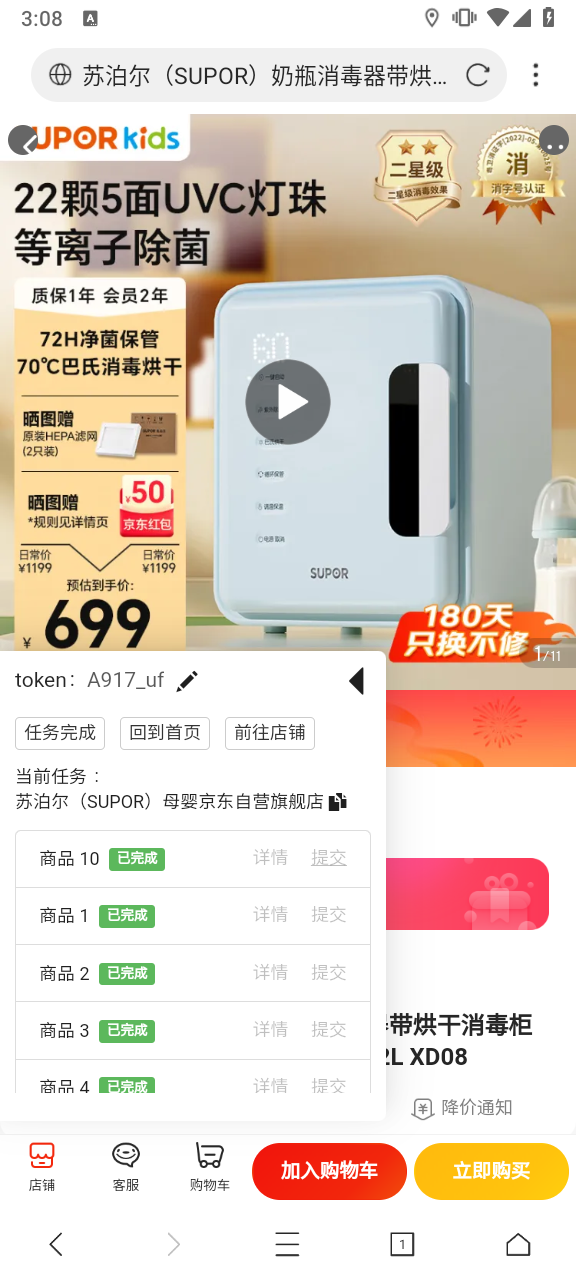 3:08
A
苏泊尔（SUPOR）奶瓶消毒器带烘...
SUPOR kids
22颗5面UVC灯珠
等离子除菌
二星级
二星级消毒效果
消
消字号认证
质保1年 会员2年
72H净菌保管
70℃巴氏消毒烘干
晒图赠
原装HEPA滤网
(2只装)
晒图赠
*规则见详情页
¥50
京东红包
日常价
¥1199
日常价
¥1199
预估到手价:
¥ 699
60
SUPOR
180天
只换不修
1/11
token：A917_uf
任务完成 回到首页 前往店铺
当前任务：
苏泊尔（SUPOR）母婴京东自营旗舰店
商品 10 已完成 详情 提交
商品 1 已完成 详情 提交
商品 2 已完成 详情 提交
商品 3 已完成 详情 提交
商品 4 已完成 详情 提交
带烘干消毒柜
2L XD08
降价通知
店铺 客服 购物车 加入购物车 立即购买
1